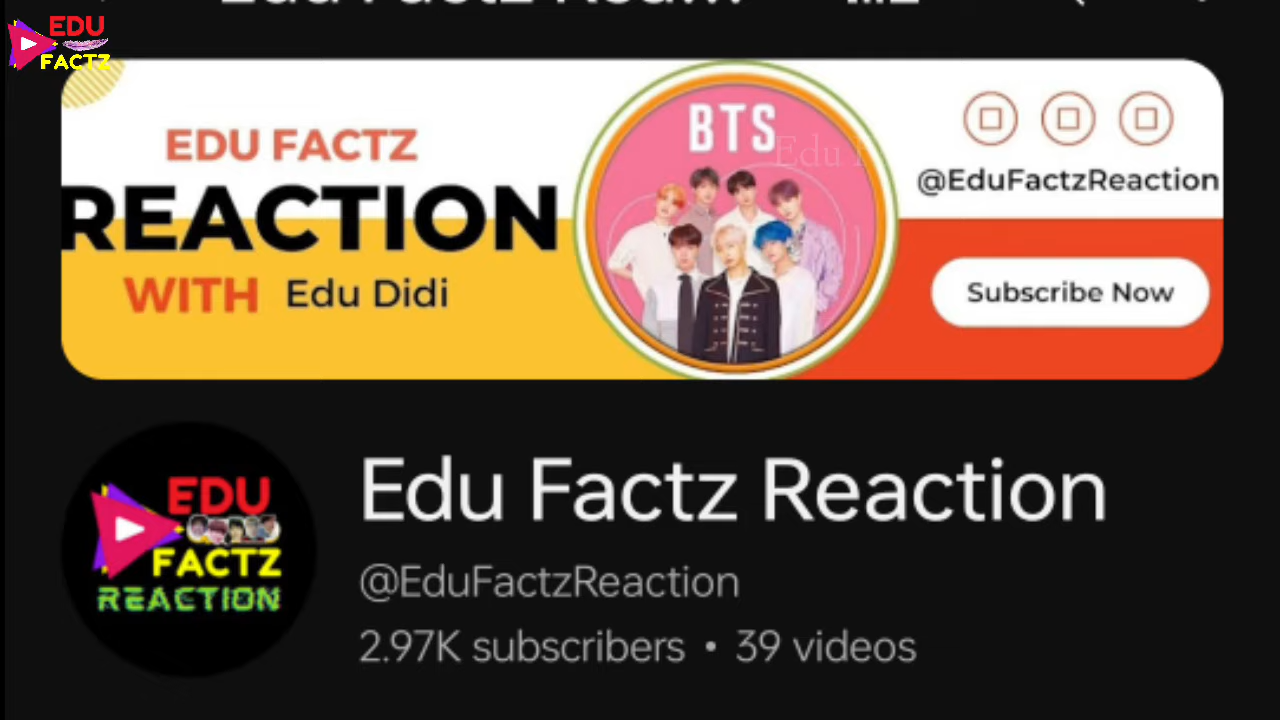 EDU
FACTZ
EDU FACTZ
REACTION
WITH Edu Didi
BTS
Edu
@EduFactzReaction
Subscribe Now
EDU
FACTZ
REACTION
Edu Factz Reaction
@EduFactzReaction
2.97K subscribers • 39 videos